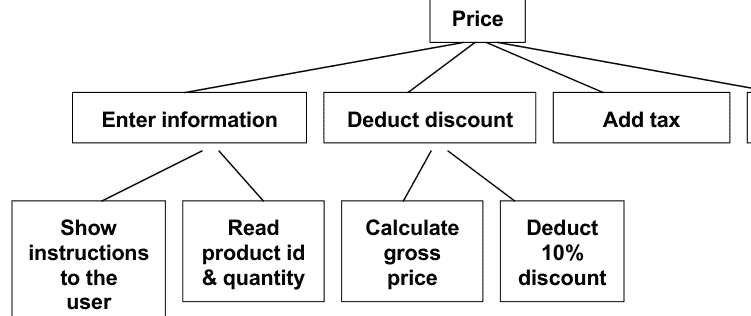 Price
Enter information
Deduct discount
Add tax
Show
instructions
to the
user
Read
product id
& quantity
Calculate
gross
price
Deduct
10%
discount